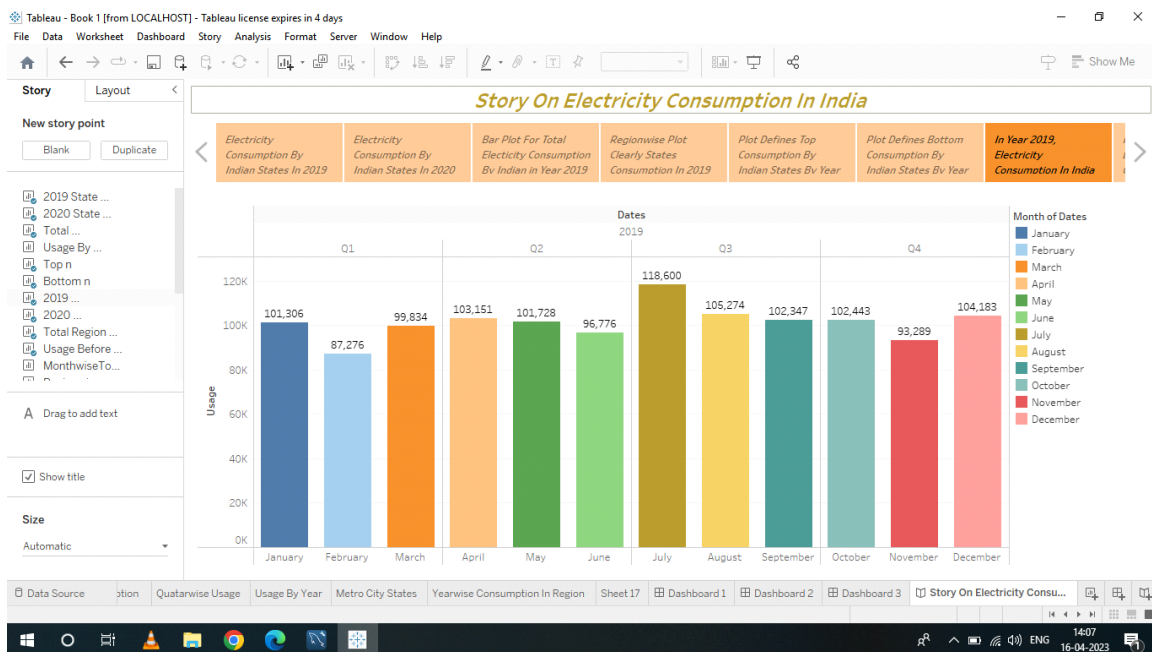 Tableau - Book 1 [from LOCALHOST] - Tableau license expires in 4 days
File Data Worksheet Dashboard Story Analysis Format Server Window Help
Show Me
Story Layout
New story point
Blank Duplicate
2019 State ...
2020 State ...
Total ...
Usage By ...
Top n
Bottom n
2019 ...
2020 ...
Total Region ...
Usage Before ...
MonthwiseTo...
A Drag to add text
Show title
Size
Automatic
Story On Electricity Consumption In India
Electricity
Consumption By
Indian States In 2019
Electricity
Consumption By
Indian States In 2020
Bar Plot For Total
Electicity Consumption
By Indian in Year 2019
Regionwise Plot
Clearly States
Consumption In 2019
Plot Defines Top
Consumption By
Indian States By Year
Plot Defines Bottom
Consumption By
Indian States By Year
In Year 2019,
Electricity
Consumption In India
Dates
2019
Q1 Q2 Q3 Q4
Usage
120K
100K
80K
60K
40K
20K
0K
101,306
87,276
99,834
103,151
101,728
96,776
118,600
105,274
102,347
102,443
93,289
104,183
January February March April May June July August September October November December
Month of Dates
January
February
March
April
May
June
July
August
September
October
November
December
Data Source ption Quatarwise Usage Usage By Year Metro City States Yearwise Consumption In Region Sheet 17 Dashboard 1 Dashboard 2 Dashboard 3 Story On Electricity Consu...
ENG
14:07
16-04-2023
1